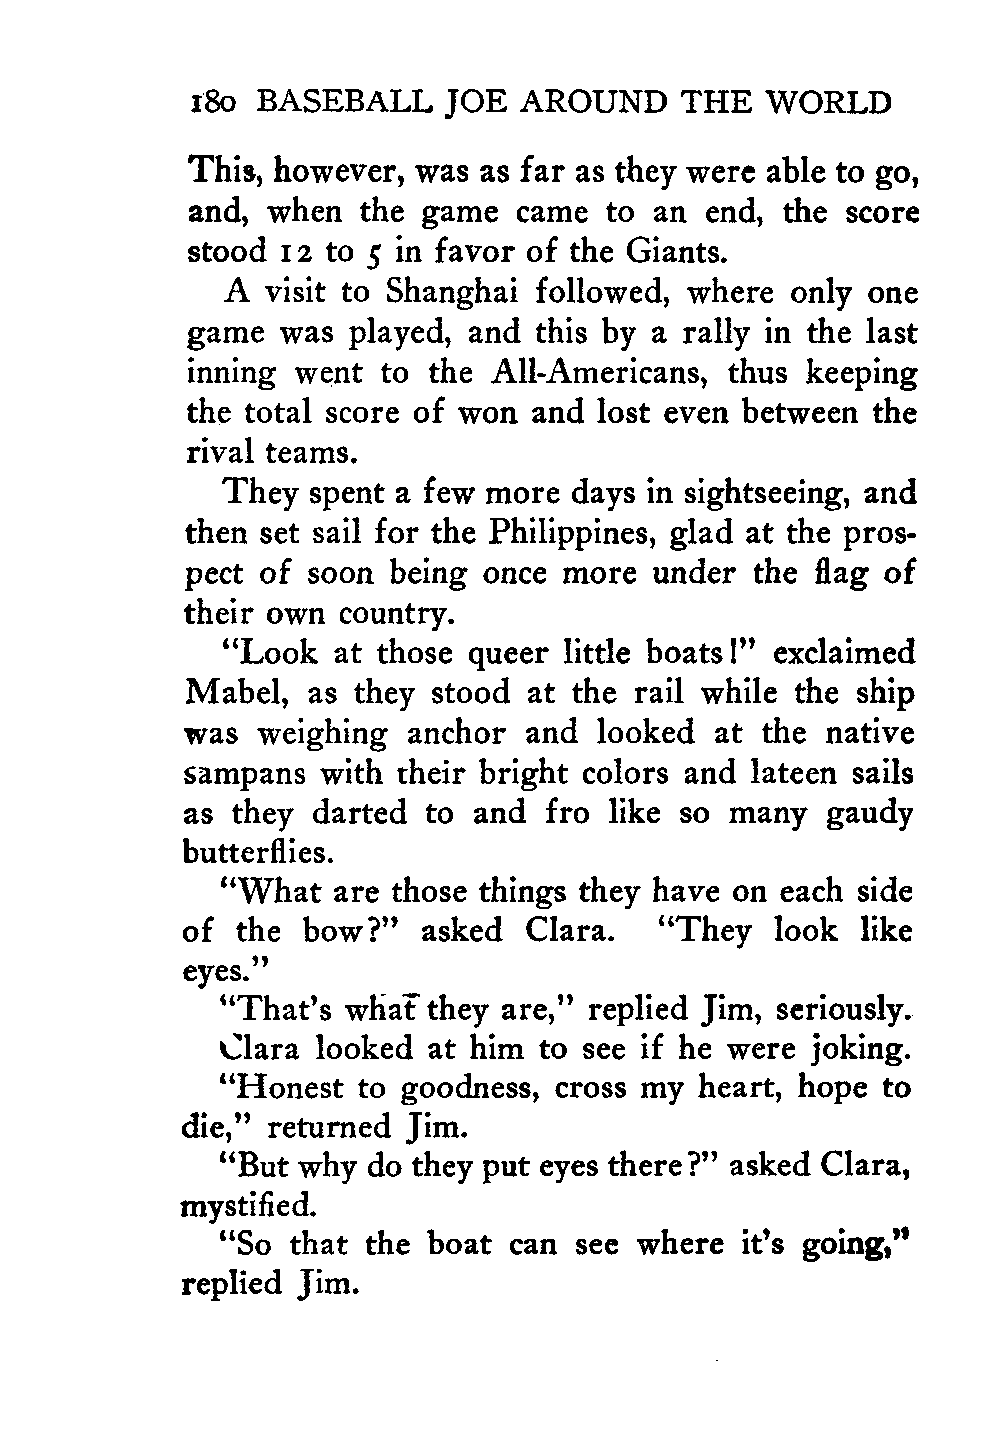 180 BASEBALL JOE AROUND THE WORLD
This, however, was as far as they were able to go,
and, when the game came to an end, the score
stood 12 to 5 in favor of the Giants.
A visit to Shanghai followed, where only one
game was played, and this by a rally in the last
inning went to the All-Americans, thus keeping
the total score of won and lost even between the
rival teams.
They spent a few more days in sightseeing, and
then set sail for the Philippines, glad at the pros-
pect of soon being once more under the flag of
their own country.
“Look at those queer little boats!” exclaimed
Mabel, as they stood at the rail while the ship
was weighing anchor and looked at the native
sampans with their bright colors and lateen sails
as they darted to and fro like so many gaudy
butterflies.
“What are those things they have on each side
of the bow?” asked Clara. “They look like
eyes.”
“That’s what they are,” replied Jim, seriously.
Clara looked at him to see if he were joking.
“Honest to goodness, cross my heart, hope to
die,” returned Jim.
“But why do they put eyes there?” asked Clara,
mystified.
“So that the boat can see where it’s going,”
replied Jim.